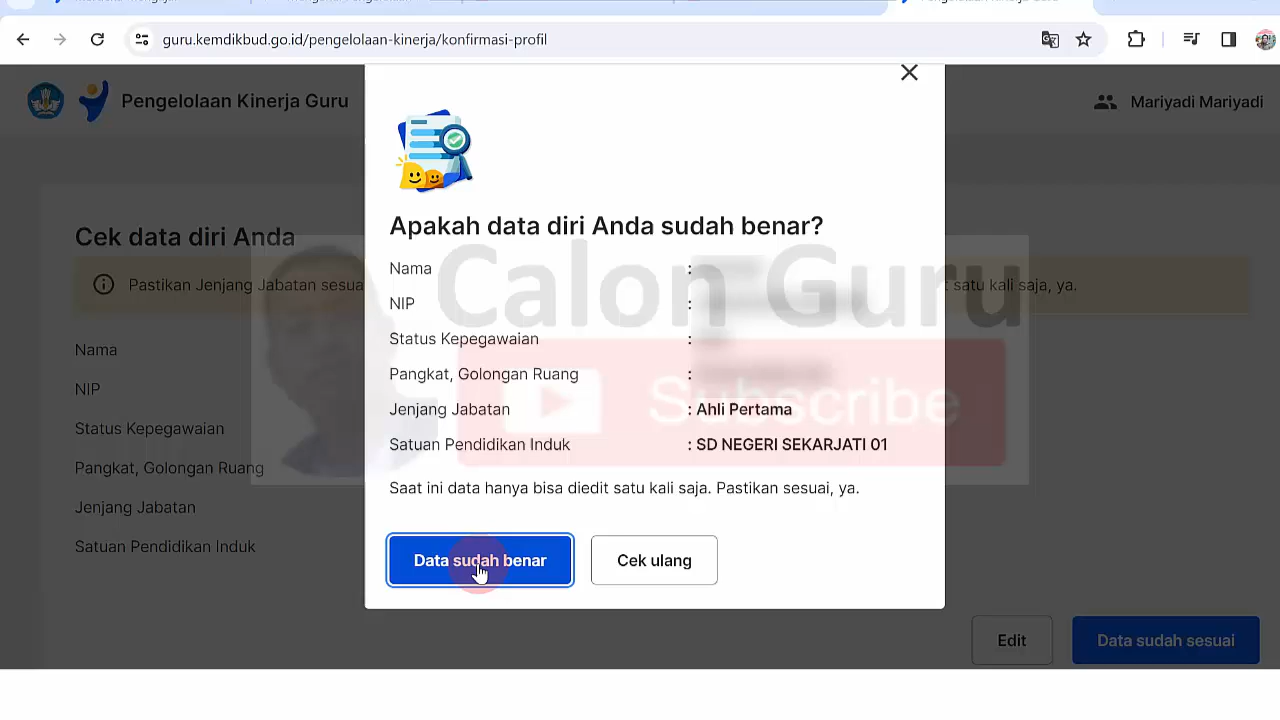 guru.kemdikbud.go.id/pengelolaan-kinerja/konfirmasi-profil
Pengelolaan Kinerja Guru
Mariyadi Mariyadi
Cek data diri Anda
Pastikan Jenjang Jabatan sesua
t satu kali saja, ya.
Nama
NIP
Status Kepegawaian
Pangkat, Golongan Ruang
Jenjang Jabatan
Satuan Pendidikan Induk
Apakah data diri Anda sudah benar?
Nama :
NIP :
Status Kepegawaian :
Pangkat, Golongan Ruang :
Jenjang Jabatan : Ahli Pertama
Satuan Pendidikan Induk : SD NEGERI SEKARJATI 01
Saat ini data hanya bisa diedit satu kali saja. Pastikan sesuai, ya.
Data sudah benar
Cek ulang
Edit
Data sudah sesuai
Calon Guru
Subscribe